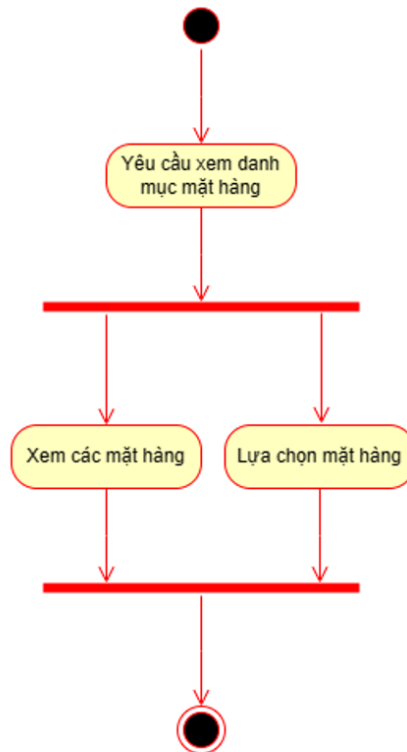 Yêu cầu xem danh
mục mặt hàng
Xem các mặt hàng
Lựa chọn mặt hàng